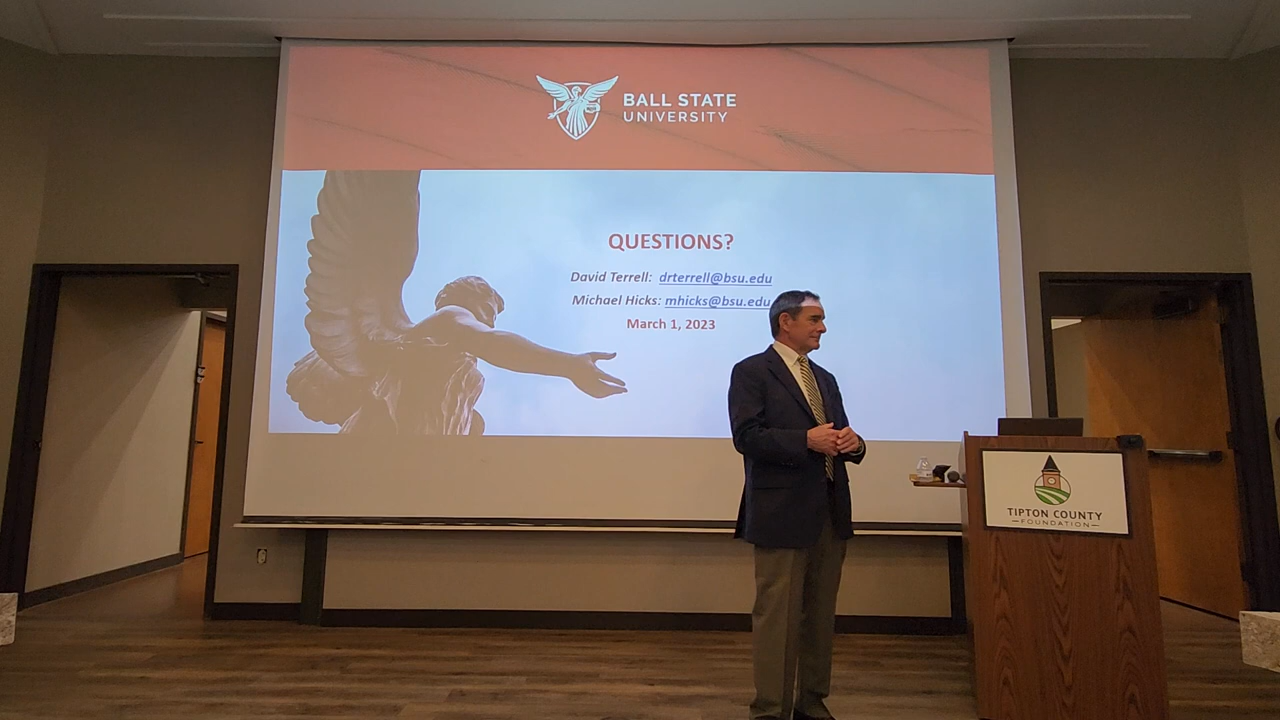 BALL STATE
UNIVERSITY
QUESTIONS?
David Terrell: drterrell@bsu.edu
Michael Hicks: mhicks@bsu.edu
March 1, 2023
TIPTON COUNTY
FOUNDATION